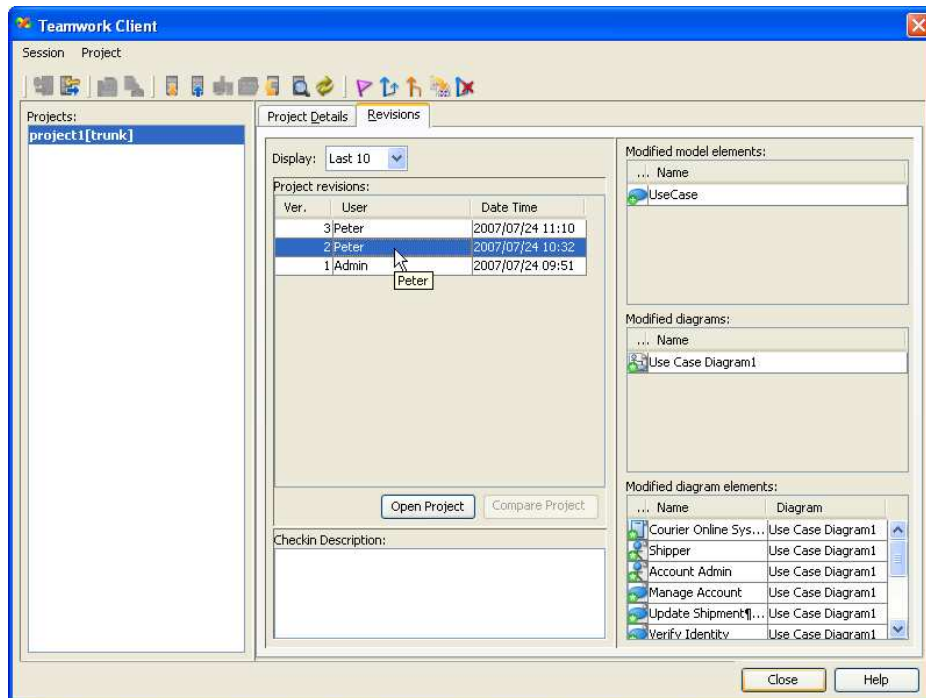 Teamwork Client
Session Project
Projects:
project1[trunk]
Project Details Revisions
Display: Last 10
Project revisions:
Ver. User Date Time
3 Peter 2007/07/24 11:10
2 Peter 2007/07/24 10:32
1 Admin 2007/07/24 09:51
Peter
Open Project Compare Project
Checkin Description:
Modified model elements:
... Name
UseCase
Modified diagrams:
... Name
Use Case Diagram1
Modified diagram elements:
... Name Diagram
Courier Online Sys... Use Case Diagram1
Shipper Use Case Diagram1
Account Admin Use Case Diagram1
Manage Account Use Case Diagram1
Update Shipment¶... Use Case Diagram1
Verify Identity Use Case Diagram1
Close Help